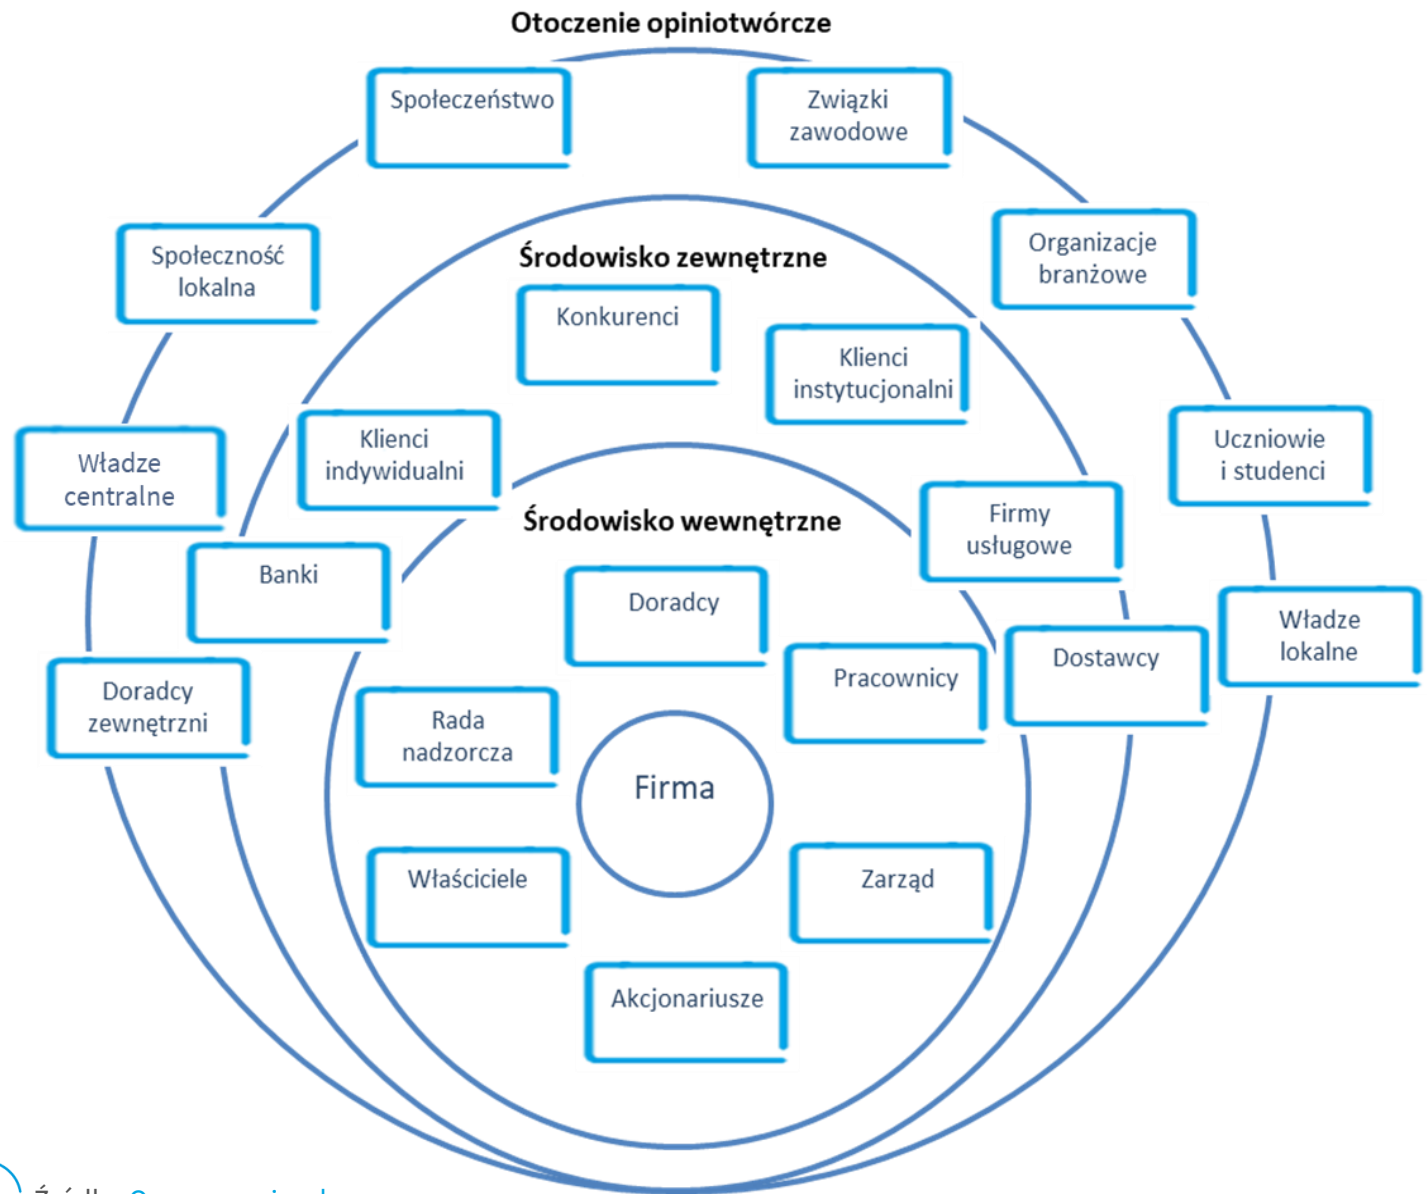 Otoczenie opiniotwórcze
Społeczeństwo
Związki
zawodowe
Społeczność
lokalna
Organizacje
branżowe
Środowisko zewnętrzne
Konkurenci
Klienci
instytucjonalni
Klienci
indywidualni
Uczniowie
i studenci
Władze
centralne
Firmy
usługowe
Środowisko wewnętrzne
Banki
Doradcy
Władze
lokalne
Dostawcy
Pracownicy
Doradcy
zewnętrzni
Rada
nadzorcza
Firma
Właściciele
Zarząd
Akcjonariusze